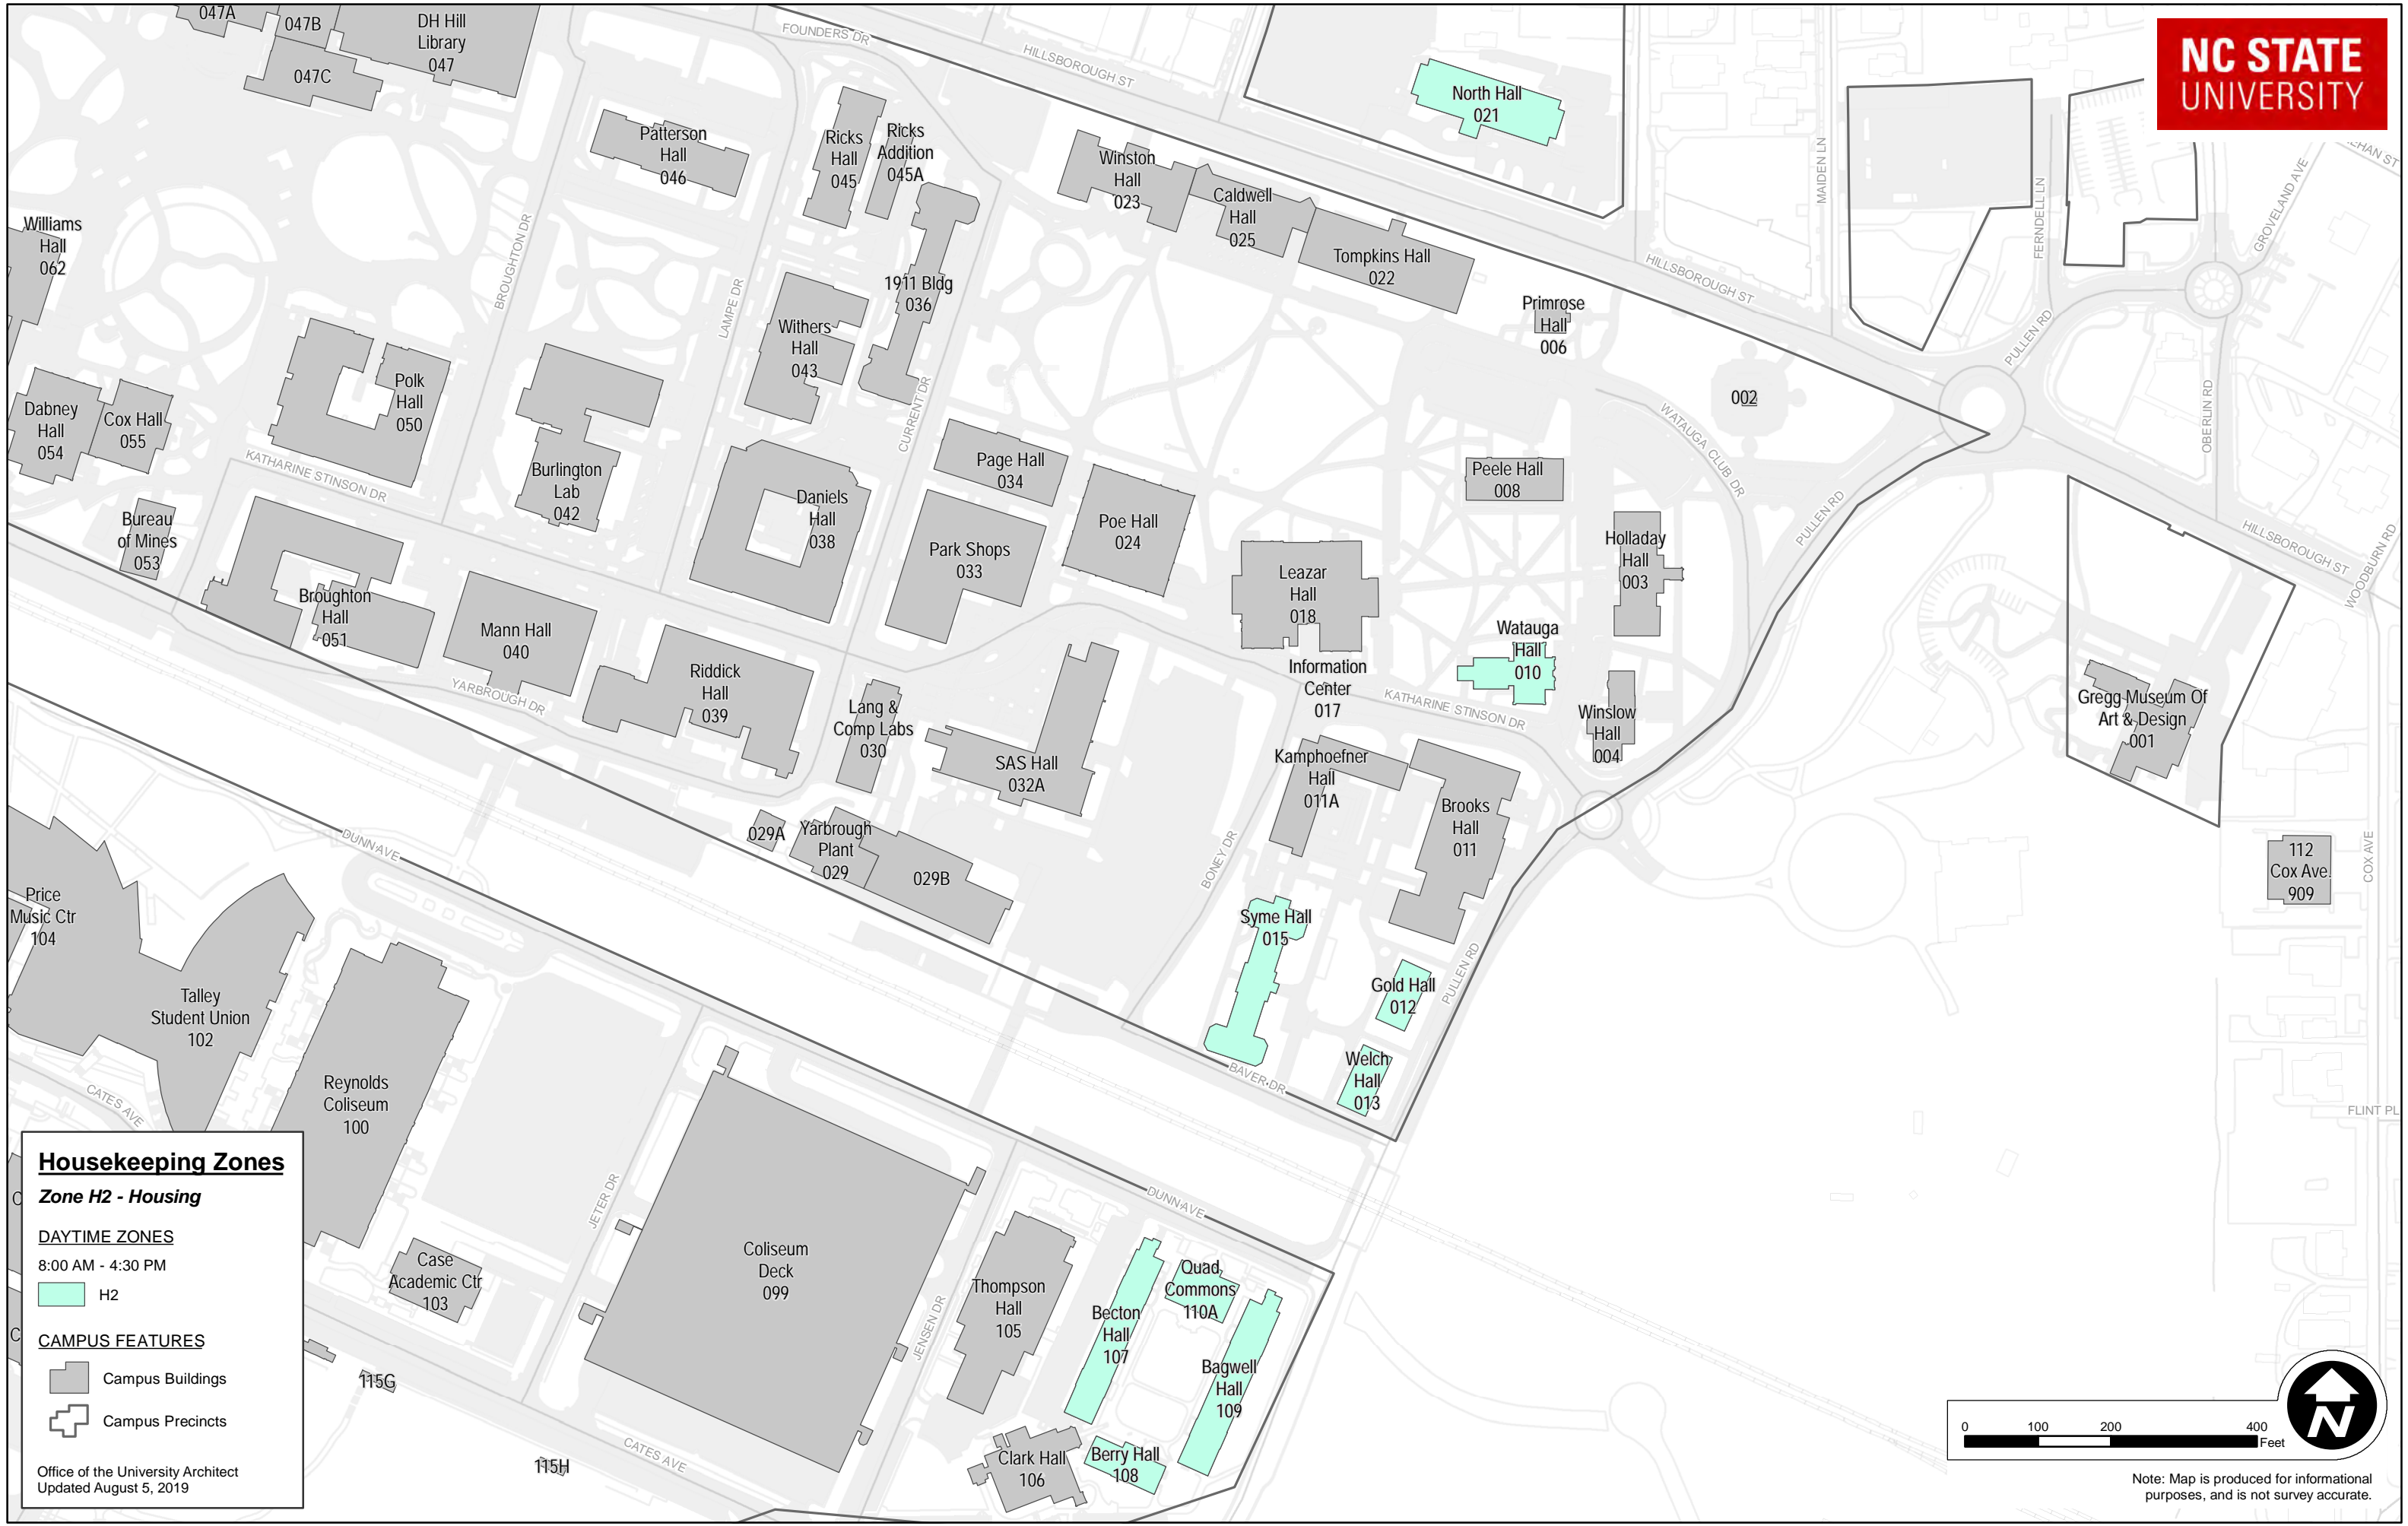 047A
047B
DH Hill
Library
047
047C
FOUNDERS DR
HILLSBOROUGH ST
North Hall
021
NC STATE
UNIVERSITY
Patterson
Hall
046
Ricks
Hall
045
Ricks
Addition
045A
Winston
Hall
023
Caldwell
Hall
025
Tompkins Hall
022
MAIDEN LN
FERNDELL LN
GROVELAND AVE
Williams
Hall
062
BROUGHTON DR
LAMPE DR
1911 Bldg
036
HILLSBOROUGH ST
Primrose
Hall
006
PULLEN RD
Withers
Hall
043
Polk
Hall
050
CURRENT DR
002
WATAUGA CLUB DR
OBERLIN RD
Dabney
Hall
054
Cox Hall
055
KATHARINE STINSON DR
Burlington
Lab
042
Daniels
Hall
038
Page Hall
034
Peele Hall
008
PULLEN RD
Bureau
of Mines
053
Park Shops
033
Poe Hall
024
Leazar
Hall
018
Holladay
Hall
003
HILLSBOROUGH ST
WOODBURN RD
Broughton
Hall
051
Mann Hall
040
Riddick
Hall
039
YARBROUGH DR
Lang &
Comp Labs
030
SAS Hall
032A
Information
Center
017
KATHARINE STINSON DR
Watauga
Hall
010
Winslow
Hall
004
Gregg Museum Of
Art & Design
001
Kamphoefner
Hall
011A
Brooks
Hall
011
DUNN AVE
029A
Yarbrough
Plant
029
029B
BONEY DR
112
Cox Ave.
909
COX AVE
Price
Music Ctr
104
Syme Hall
015
Gold Hall
012
PULLEN RD
Talley
Student Union
102
Welch
Hall
013
BAVER DR
Reynolds
Coliseum
100
CATES AVE
FLINT PL
Housekeeping Zones
Zone H2 - Housing
DAYTIME ZONES
8:00 AM - 4:30 PM
H2
CAMPUS FEATURES
Campus Buildings
Campus Precincts
Office of the University Architect
Updated August 5, 2019
JETER DR
DUNN AVE
Case
Academic Ctr
103
Coliseum
Deck
099
JENSEN DR
Thompson
Hall
105
Becton
Hall
107
Quad
Commons
110A
Bagwell
Hall
109
115G
115H
CATES AVE
Clark Hall
106
Berry Hall
108
0 100 200 400
Feet
N
Note: Map is produced for informational
purposes, and is not survey accurate.